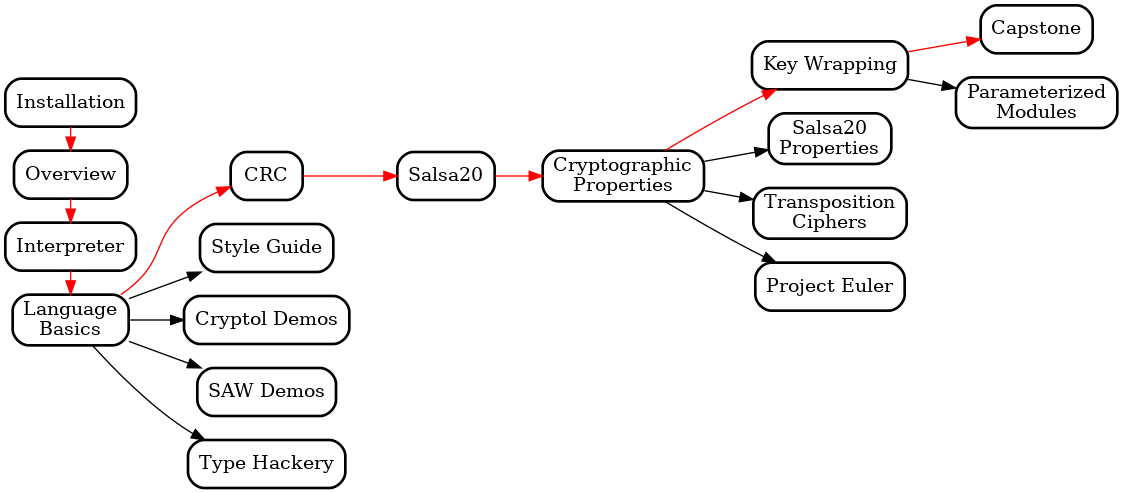 Installation
Overview
Interpreter
Language
Basics
CRC
Style Guide
Cryptol Demos
SAW Demos
Type Hackery
Salsa20
Cryptographic
Properties
Key Wrapping
Salsa20
Properties
Transposition
Ciphers
Project Euler
Capstone
Parameterized
Modules